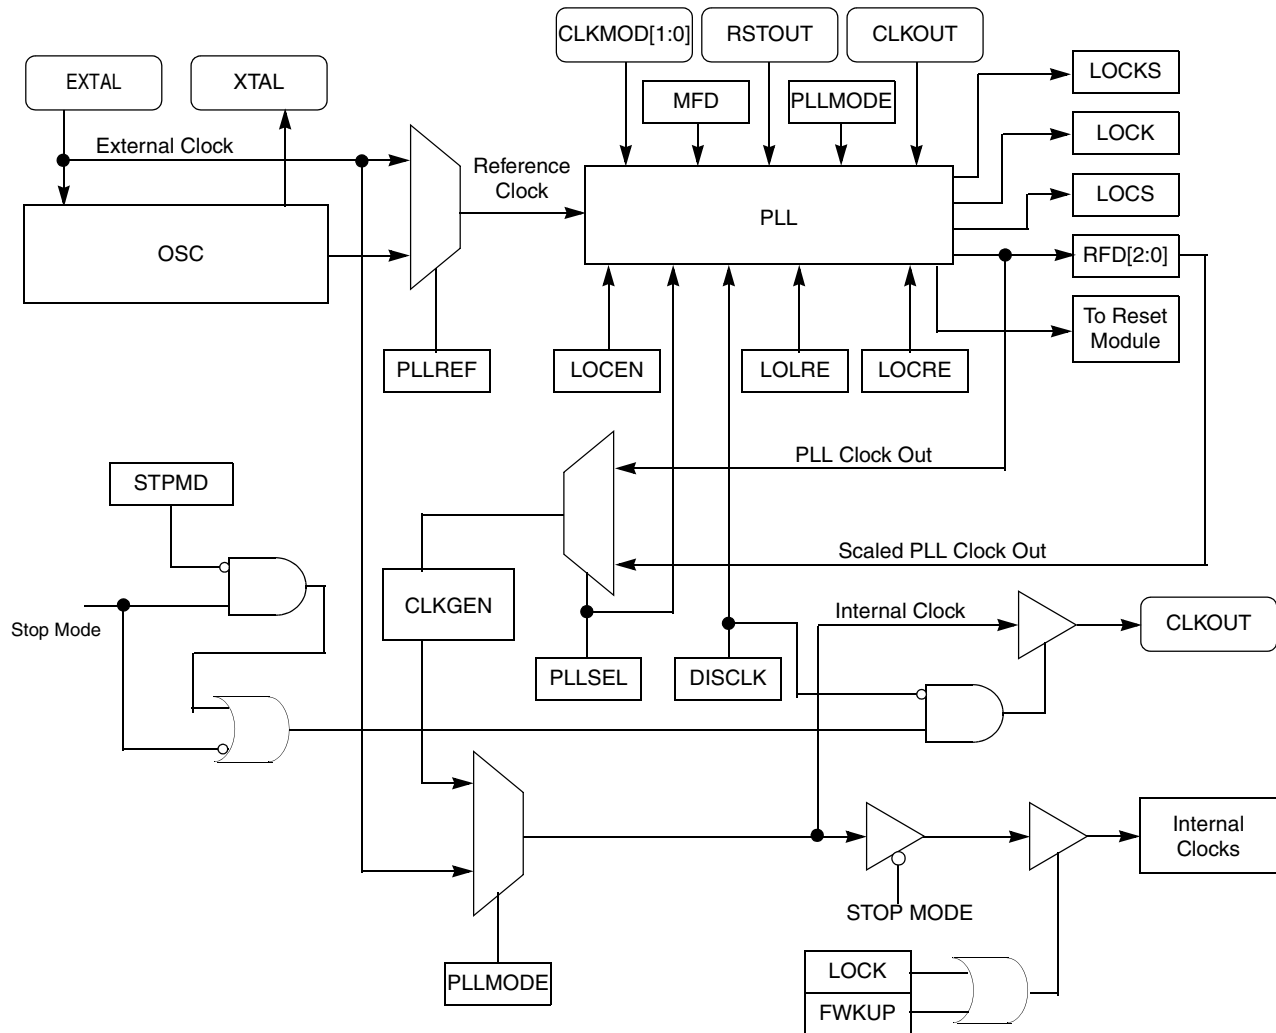 CLKMOD[1:0]
RSTOUT
CLKOUT
EXTAL
XTAL
MFD
PLLMODE
LOCKS
LOCK
LOCS
RFD[2:0]
To Reset
Module
External Clock
Reference
Clock
OSC
PLL
PLLREF
LOCEN
LOLRE
LOCRE
PLL Clock Out
STPMD
Scaled PLL Clock Out
CLKGEN
Stop Mode
Internal Clock
CLKOUT
PLLSEL
DISCLK
Internal
Clocks
STOP MODE
PLLMODE
LOCK
FWKUP